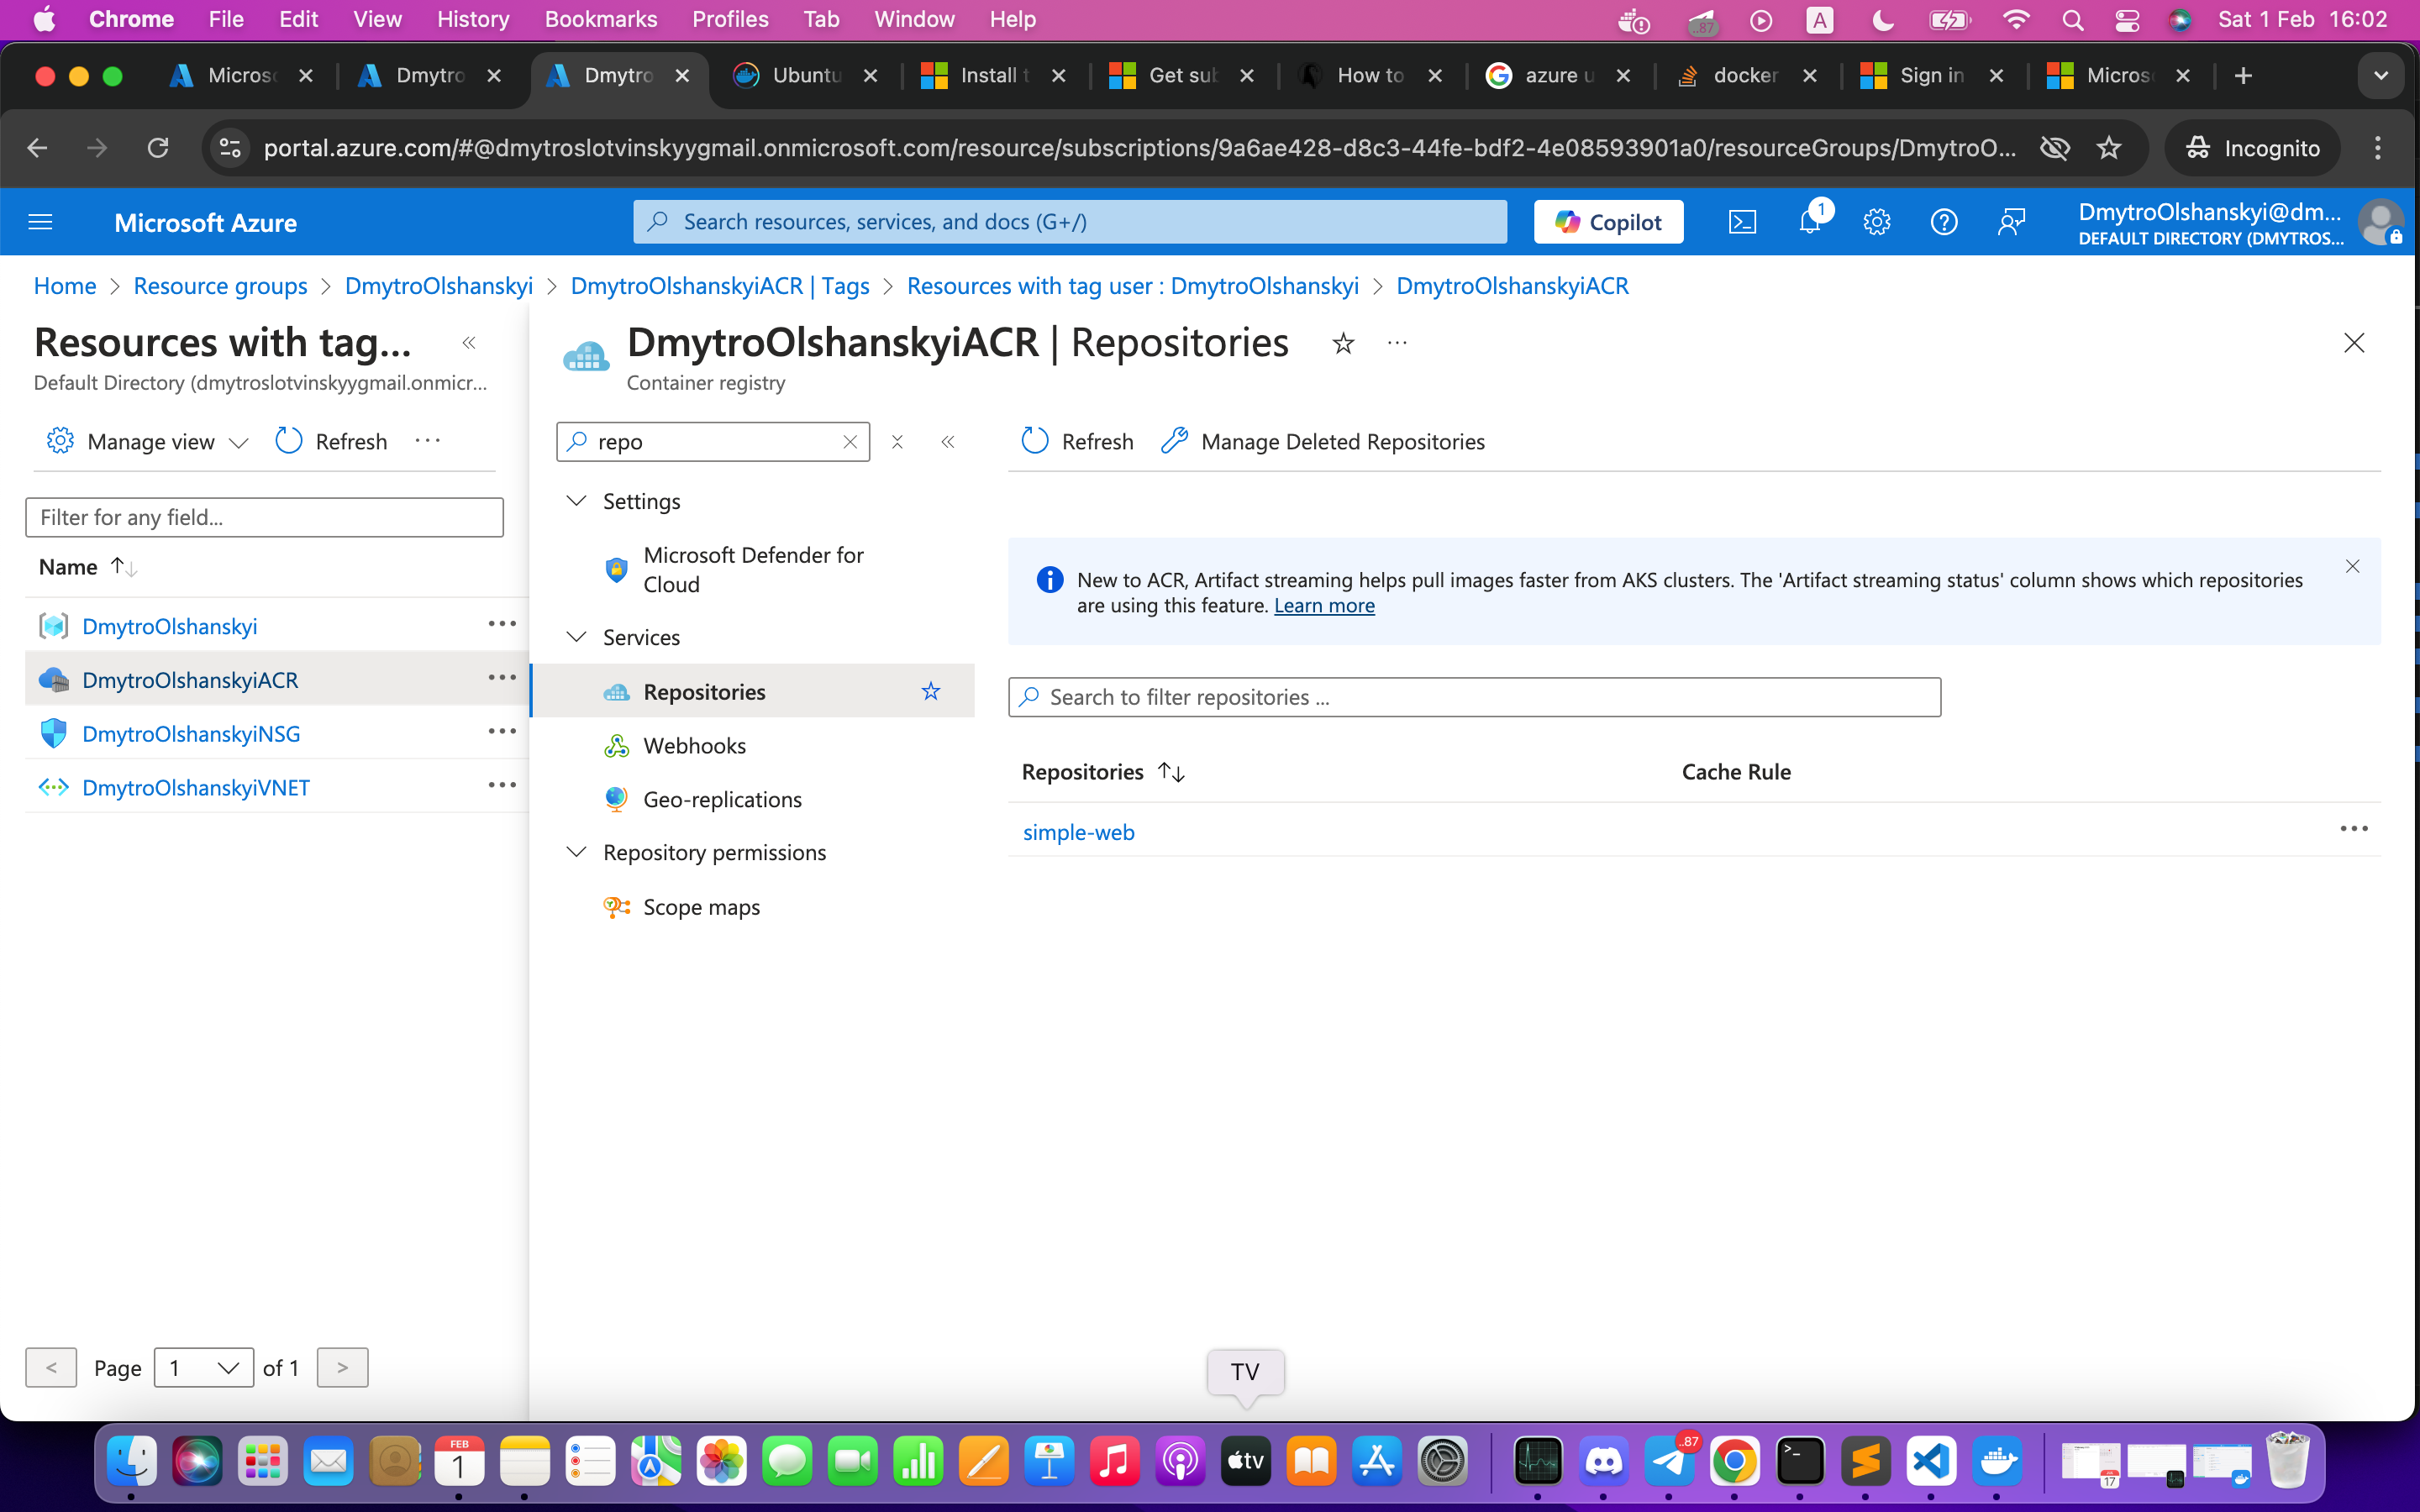 Chrome File Edit View History Bookmarks Profiles Tab Window Help
..87 A Sat 1 Feb 16:02
Micros Dmytro Dmytro Ubuntu Install t Get sub How to azure u docker Sign in Micros
portal.azure.com/#@dmytroslotvinskyygmail.onmicrosoft.com/resource/subscriptions/9a6ae428-d8c3-44fe-bdf2-4e08593901a0/resourceGroups/DmytroO...
Incognito
Microsoft Azure
Search resources, services, and docs (G+/)
Copilot
1
DmytroOlshanskyi@dm...
DEFAULT DIRECTORY (DMYTROS...
Home > Resource groups > DmytroOlshanskyi > DmytroOlshanskyiACR | Tags > Resources with tag user : DmytroOlshanskyi > DmytroOlshanskyiACR
Resources with tag...
Default Directory (dmytroslotvinskyygmail.onmicr...
Manage view Refresh ...
Filter for any field...
Name
DmytroOlshanskyi
DmytroOlshanskyiACR
DmytroOlshanskyiNSG
DmytroOlshanskyiVNET
< Page 1 of 1 >
DmytroOlshanskyiACR | Repositories
Container registry
repo
Settings
Microsoft Defender for
Cloud
Services
Repositories
Webhooks
Geo-replications
Repository permissions
Scope maps
Refresh Manage Deleted Repositories
New to ACR, Artifact streaming helps pull images faster from AKS clusters. The 'Artifact streaming status' column shows which repositories
are using this feature. Learn more
Search to filter repositories ...
Repositories Cache Rule
simple-web
TV
FEB
1
tv
..87
17